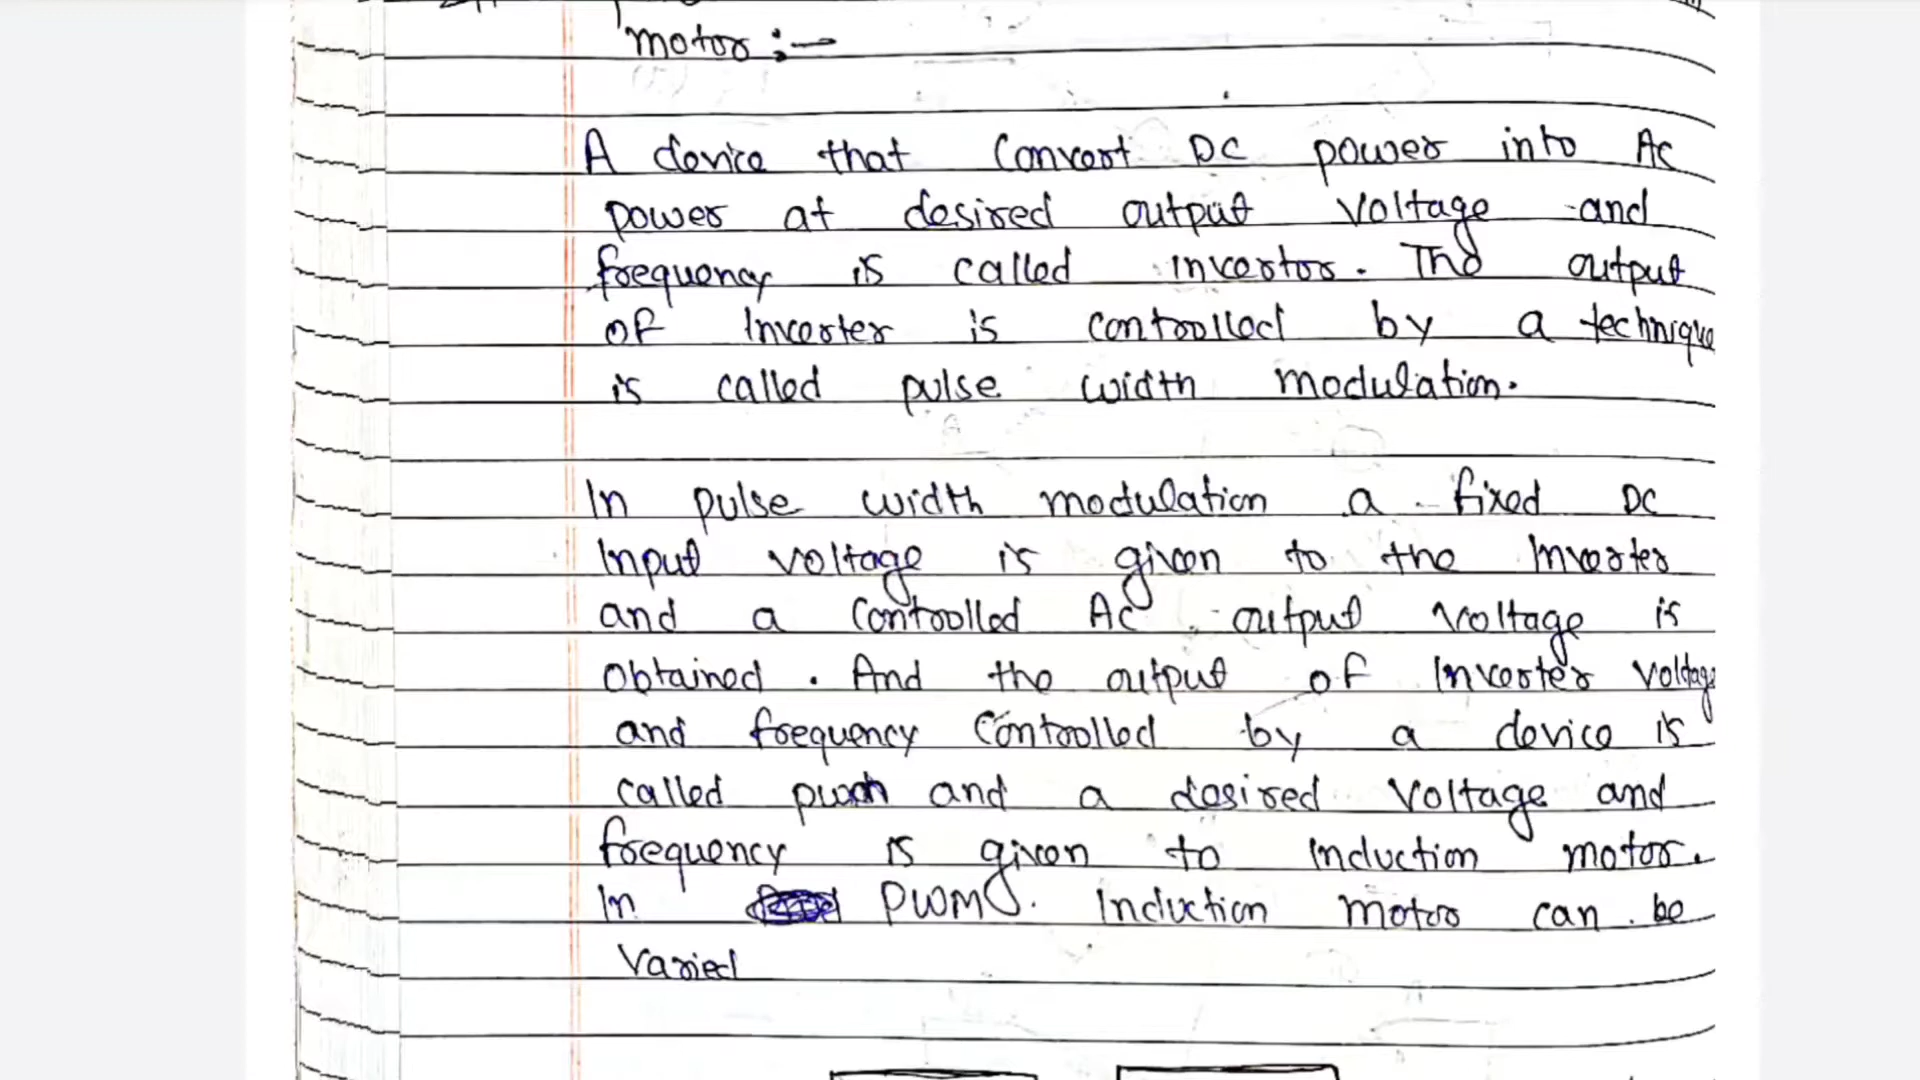 motor :-
A device that Convert DC power into AC
power at desired output voltage and
frequency is called invertor. The output
of Inverter is controlled by a technique
is called pulse width modulation.
In pulse width modulation a fixed DC
Input voltage is given to the Inverter
and a Controlled AC output voltage is
Obtained. And the output of Inverter voltage
and frequency Controlled by a device is
called pwm and a desired voltage and
frequency is given to Induction motor.
In PWM. Induction motor can be
Varied